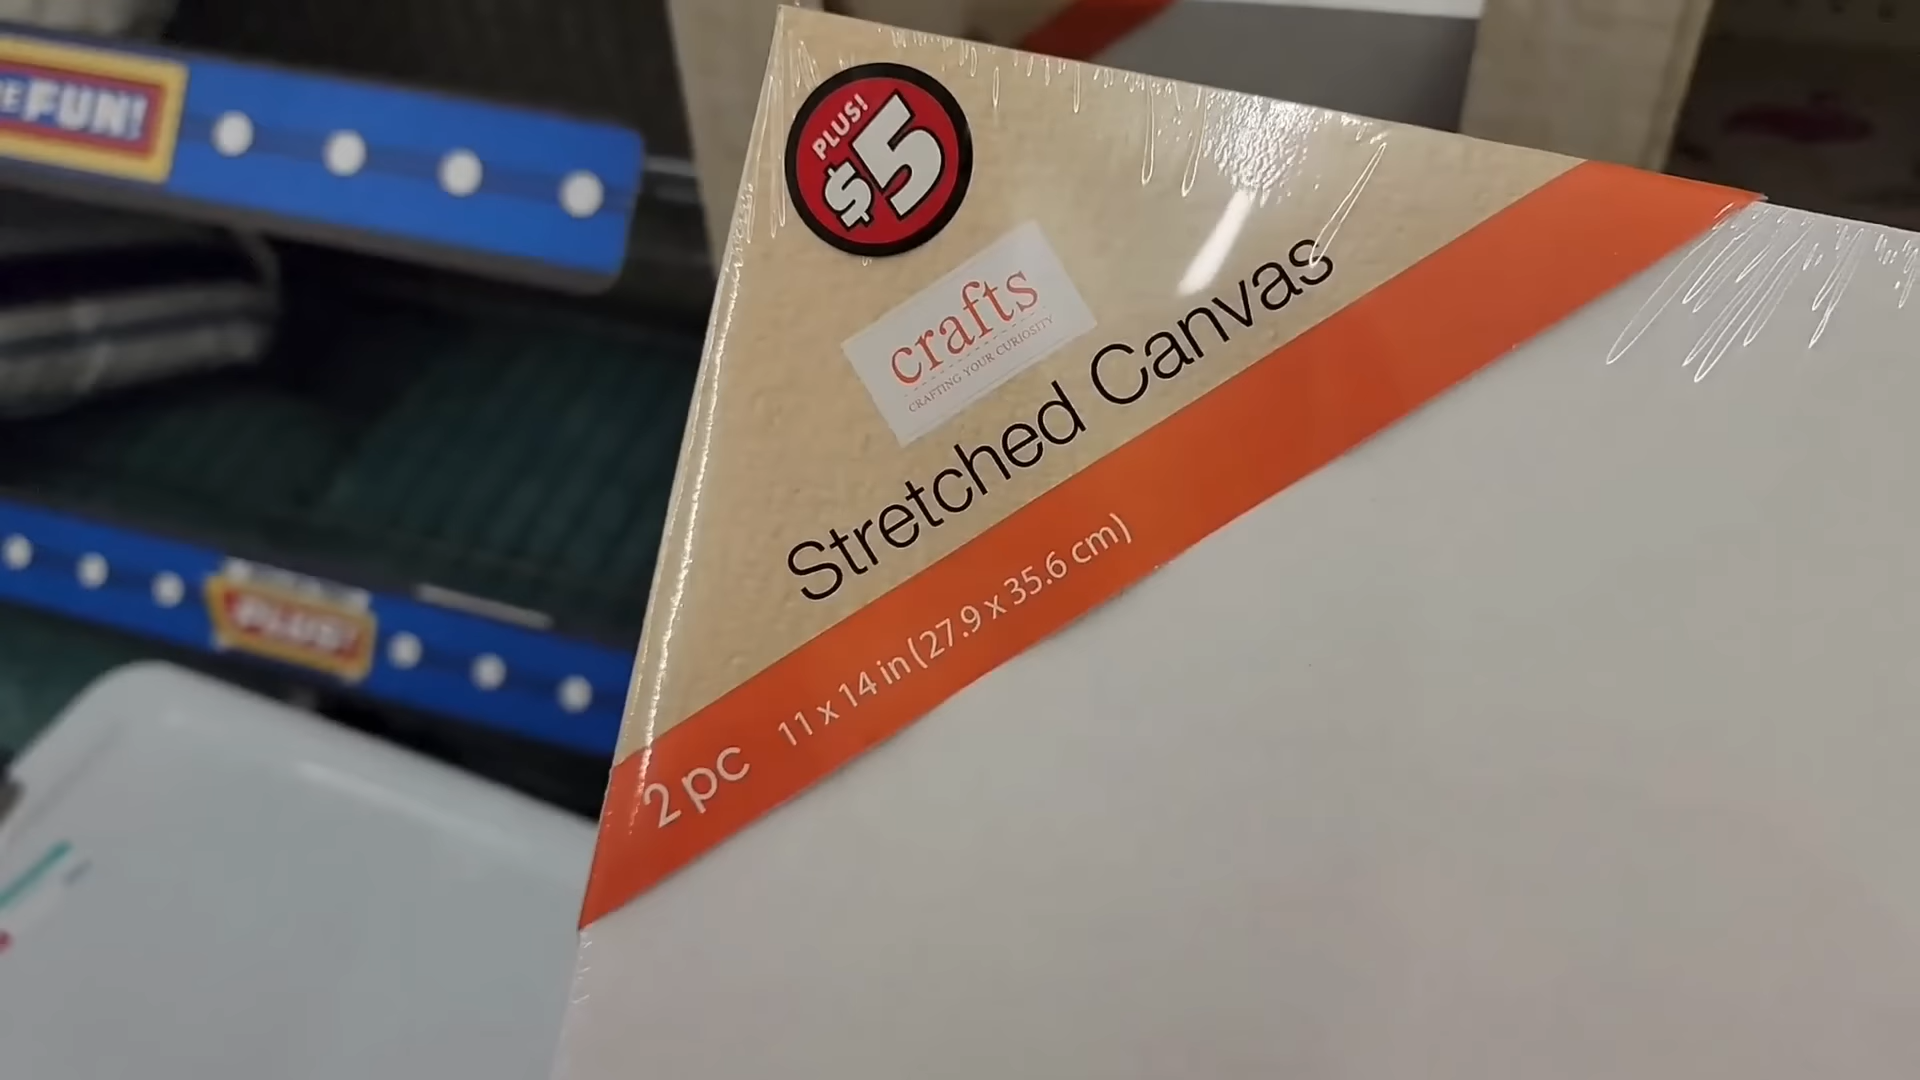 FUN!
PLUS!
$5
crafts
CRAFTING YOUR CURIOSITY
Stretched Canvas
2 pc 11 x 14 in (27.9 x 35.6 cm)
PLUS!